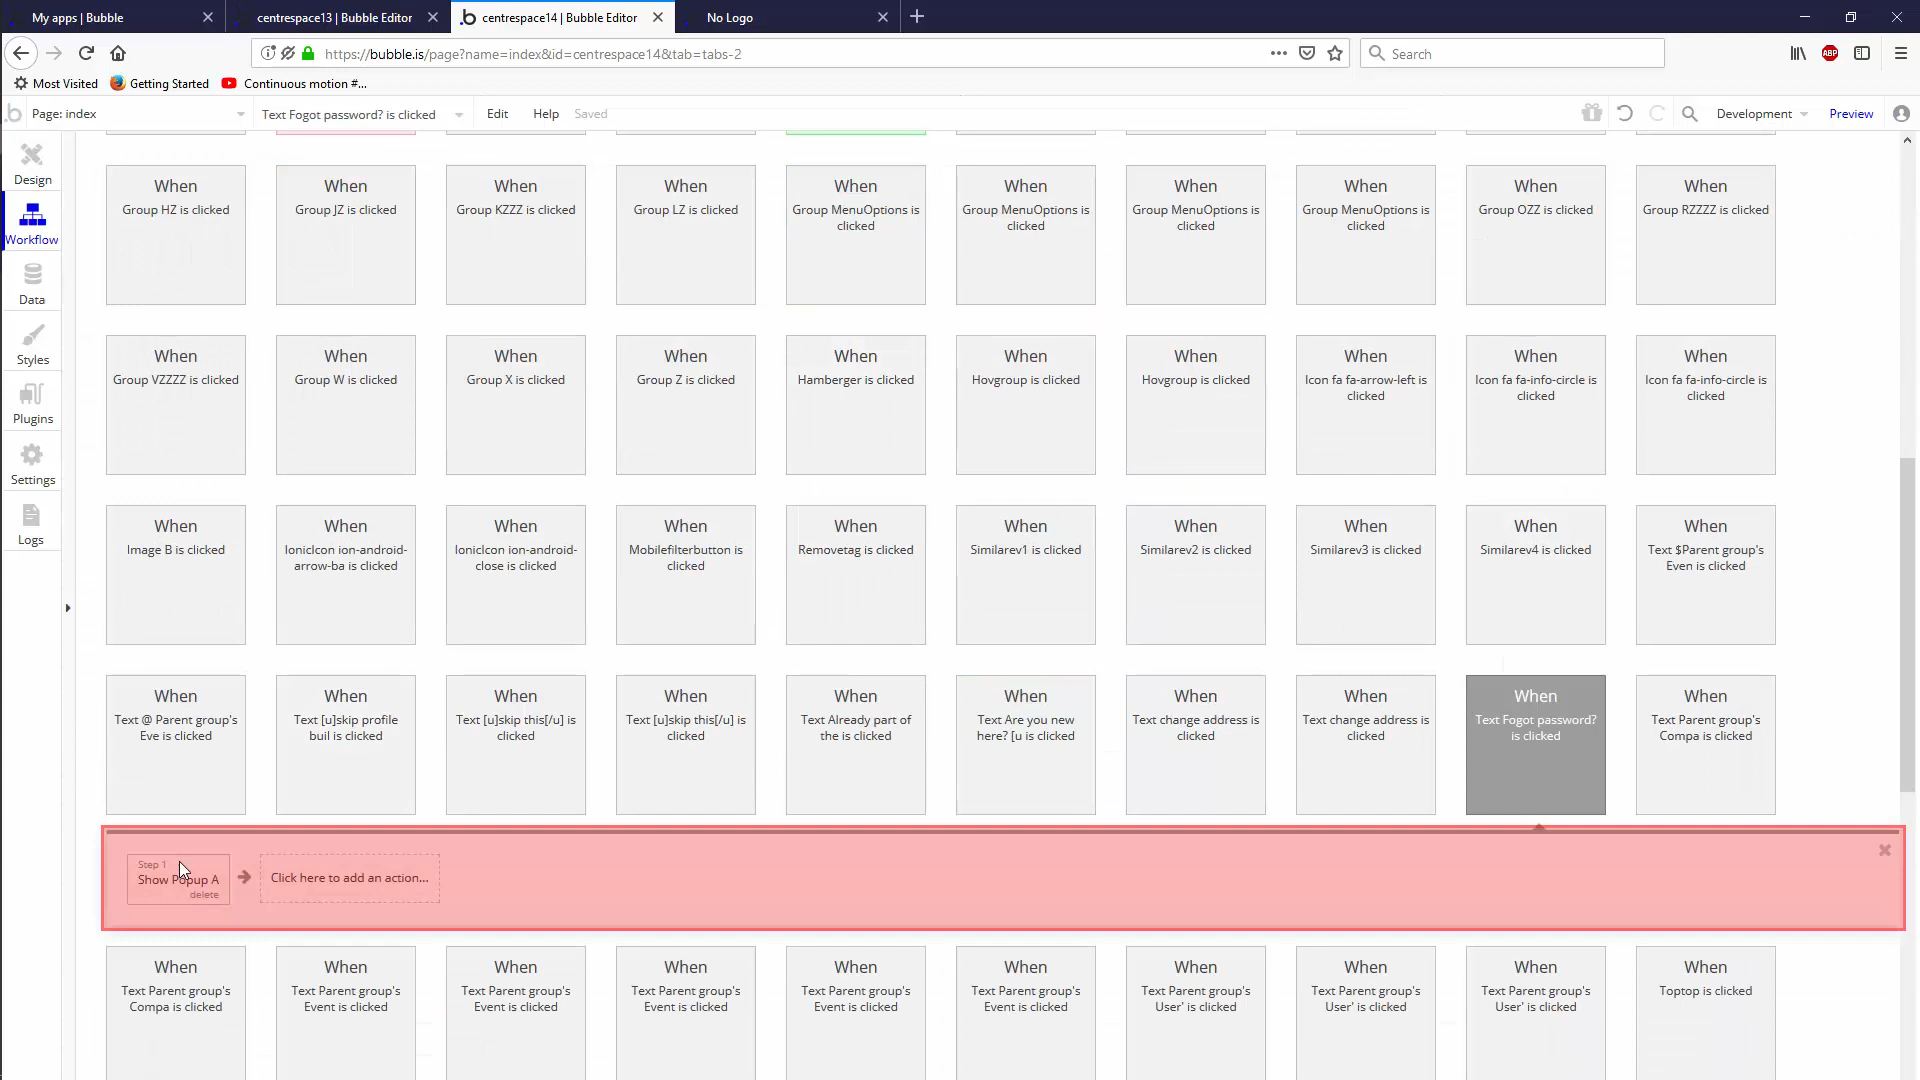 My apps | Bubble
centrespace13 | Bubble Editor
centrespace14 | Bubble Editor
No Logo
https://bubble.is/page?name=index&id=centrespace14&tab=tabs-2
Search
ABP
Most Visited
Getting Started
Continuous motion #...
Page: index
Text Fogot password? is clicked
Edit
Help
Saved
Development
Preview
Design
Workflow
Data
Styles
Plugins
Settings
Logs
When
Group HZ is clicked
When
Group JZ is clicked
When
Group KZZZ is clicked
When
Group LZ is clicked
When
Group MenuOptions is
clicked
When
Group MenuOptions is
clicked
When
Group MenuOptions is
clicked
When
Group MenuOptions is
clicked
When
Group OZZ is clicked
When
Group RZZZZ is clicked
When
Group VZZZZ is clicked
When
Group W is clicked
When
Group X is clicked
When
Group Z is clicked
When
Hamberger is clicked
When
Hovgroup is clicked
When
Hovgroup is clicked
When
Icon fa fa-arrow-left is
clicked
When
Icon fa fa-info-circle is
clicked
When
Icon fa fa-info-circle is
clicked
When
Image B is clicked
When
IonicIcon ion-android-
arrow-ba is clicked
When
IonicIcon ion-android-
close is clicked
When
Mobilefilterbutton is
clicked
When
Removetag is clicked
When
Similarev1 is clicked
When
Similarev2 is clicked
When
Similarev3 is clicked
When
Similarev4 is clicked
When
Text $Parent group's
Even is clicked
When
Text @ Parent group's
Eve is clicked
When
Text [u]skip profile
buil is clicked
When
Text [u]skip this[/u] is
clicked
When
Text [u]skip this[/u] is
clicked
When
Text Already part of
the is clicked
When
Text Are you new
here? [u is clicked
When
Text change address is
clicked
When
Text change address is
clicked
When
Text Fogot password?
is clicked
When
Text Parent group's
Compa is clicked
Step 1
Show Popup A
delete
Click here to add an action...
When
Text Parent group's
Compa is clicked
When
Text Parent group's
Event is clicked
When
Text Parent group's
Event is clicked
When
Text Parent group's
Event is clicked
When
Text Parent group's
Event is clicked
When
Text Parent group's
Event is clicked
When
Text Parent group's
User' is clicked
When
Text Parent group's
User' is clicked
When
Text Parent group's
User' is clicked
When
Toptop is clicked